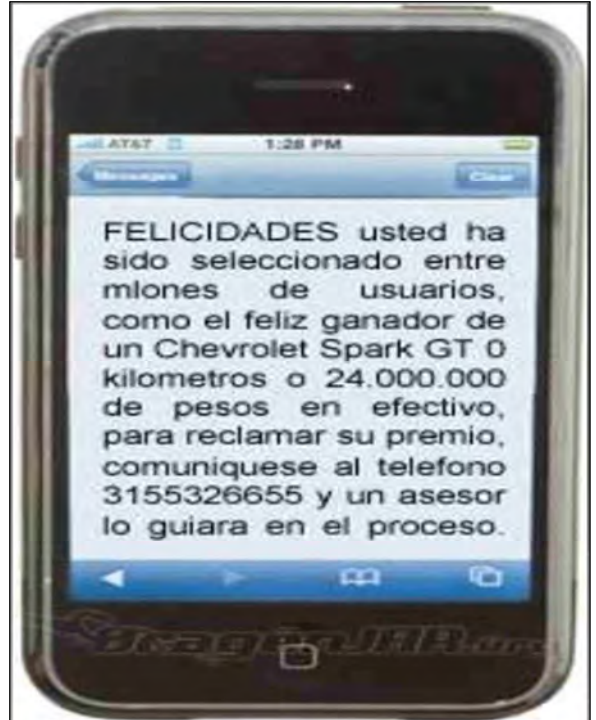 AT&T 1:28 PM
Messages Clear
FELICIDADES usted ha
sido seleccionado entre
mlones de usuarios,
como el feliz ganador de
un Chevrolet Spark GT 0
kilometros o 24.000.000
de pesos en efectivo,
para reclamar su premio,
comuniquese al telefono
3155326655 y un asesor
lo guiara en el proceso.
DragonJAR.org